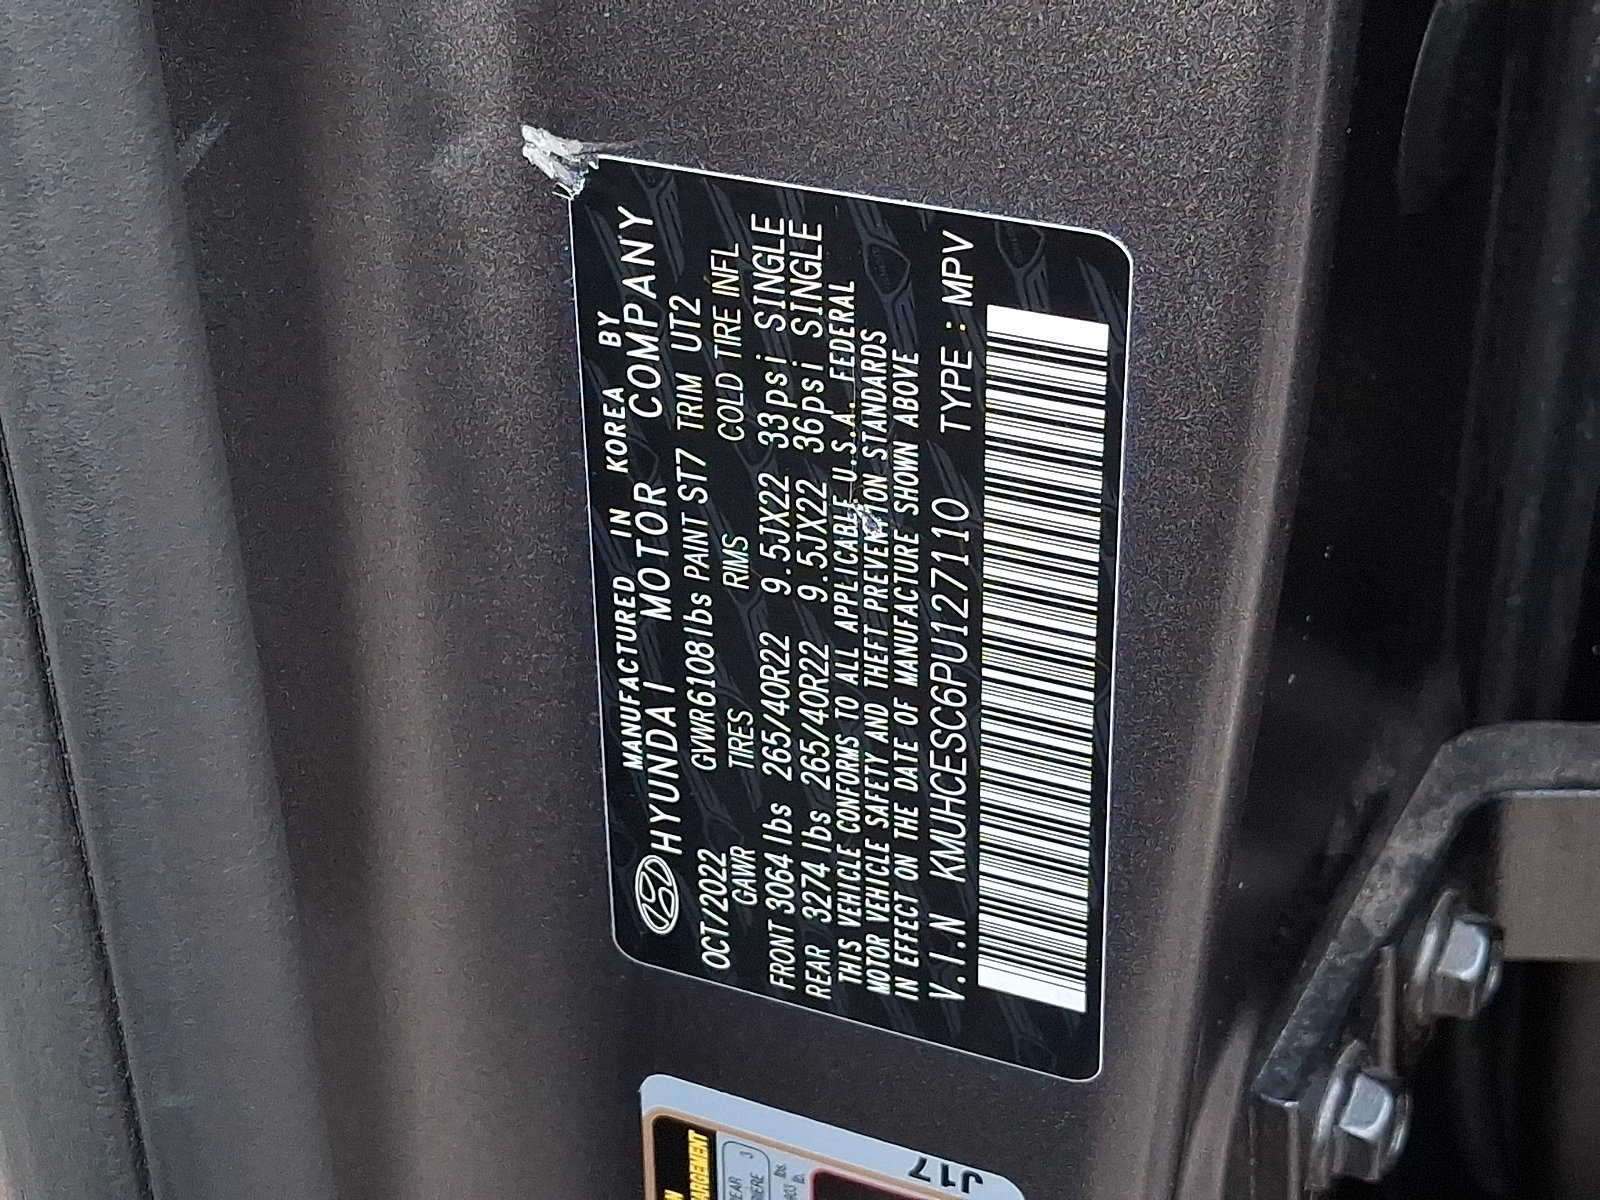 MANUFACTURED IN KOREA BY
HYUNDAI MOTOR COMPANY
OCT/2022 GVWR6108lbs PAINT ST7 TRIM UT2
GAWR TIRES RIMS COLD TIRE INFL
FRONT 3064 lbs 265/40R22 9.5JX22 33psi SINGLE
REAR 3274 lbs 265/40R22 9.5JX22 36psi SINGLE
THIS VEHICLE CONFORMS TO ALL APPLICABLE U.S.A. FEDERAL
MOTOR VEHICLE SAFETY AND THEFT PREVENTION STANDARDS
IN EFFECT ON THE DATE OF MANUFACTURE SHOWN ABOVE
V.I.N KMUHCESC6PU127110 TYPE : MPV
J17